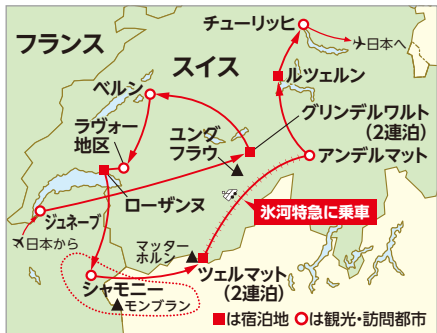 チューリッヒ
日本へ
フランス
スイス
ベルン
ルツェルン
ラヴォー
地区
ユングフラウ
グリンデルワルト
(2連泊)
アンデルマット
ローザンヌ
ジュネーブ
日本から
氷河特急に乗車
マッター
ホルン
ツェルマット
(2連泊)
シャモニー
モンブラン
■は宿泊地 ○は観光・訪問都市